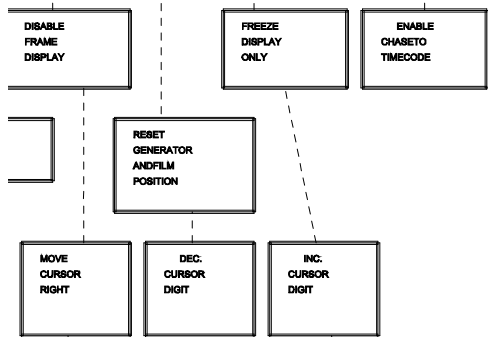 DISABLE
FRAME
DISPLAY
FREEZE
DISPLAY
ONLY
ENABLE
CHASETO
TIMECODE
RESET
GENERATOR
ANDFILM
POSITION
MOVE
CURSOR
RIGHT
DEC.
CURSOR
DIGIT
INC.
CURSOR
DIGIT